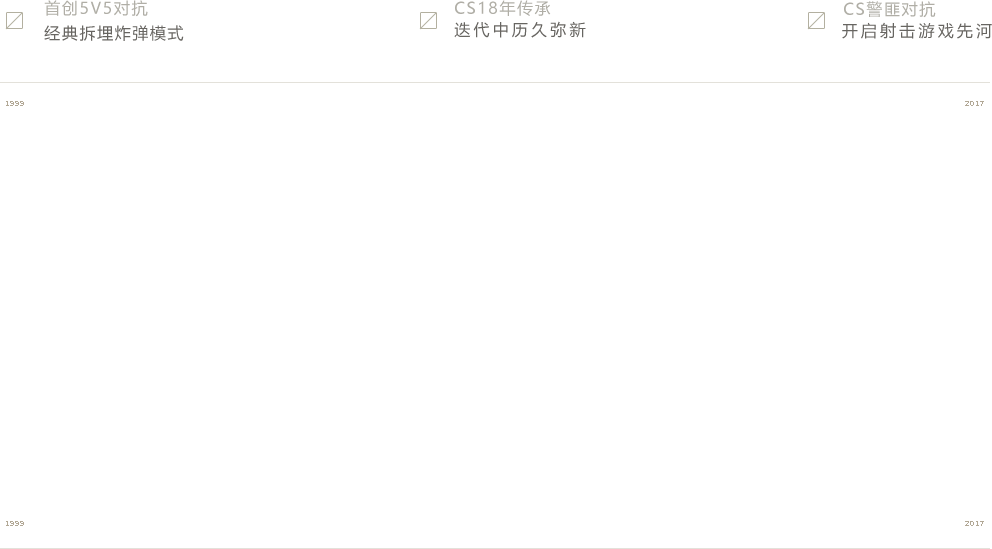 首创5V5对抗
经典拆埋炸弹模式
CS18年传承
迭代中历久弥新
CS警匪对抗
开启射击游戏先河
1999
2017
1999
2017